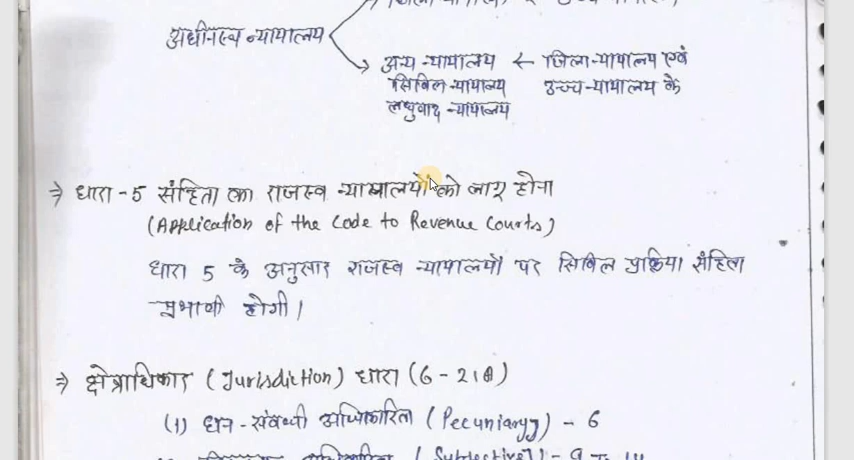 अधीनस्थ न्यायालय
अन्य न्यायालय ← जिला न्यायालय एवं
सिविल न्यायालय उच्च न्यायालय के
लघुवाद न्यायालय
⇒ धारा - 5 संहिता का राजस्व न्यायालयों को लागू होना
(Application of the Code to Revenue Courts)
धारा 5 के अनुसार राजस्व न्यायालयों पर सिविल प्रक्रिया संहिता
प्रभावी होगी।
⇒ क्षेत्राधिकार (Jurisdiction) धारा (6 - 21A)
(1) धन - संबंधी अधिकारिता (Pecuniaryy) - 6